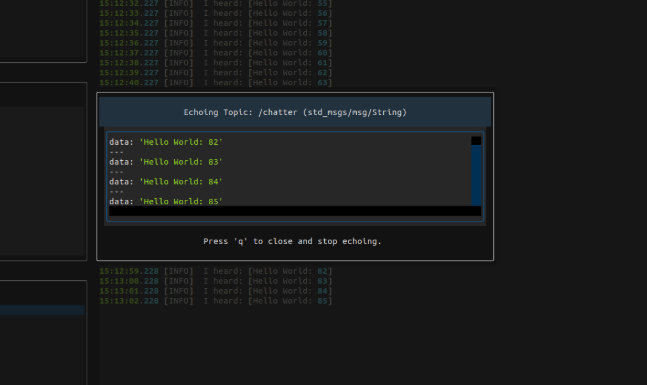 15:12:32.227 [INFO]  I heard: [Hello World: 55]
15:12:33.227 [INFO]  I heard: [Hello World: 56]
15:12:34.227 [INFO]  I heard: [Hello World: 57]
15:12:35.227 [INFO]  I heard: [Hello World: 58]
15:12:36.227 [INFO]  I heard: [Hello World: 59]
15:12:37.227 [INFO]  I heard: [Hello World: 60]
15:12:38.227 [INFO]  I heard: [Hello World: 61]
15:12:39.227 [INFO]  I heard: [Hello World: 62]
15:12:40.227 [INFO]  I heard: [Hello World: 63]
Echoing Topic: /chatter (std_msgs/msg/String)
data: 'Hello World: 82'
---
data: 'Hello World: 83'
---
data: 'Hello World: 84'
---
data: 'Hello World: 85'
Press 'q' to close and stop echoing.
15:12:59.228 [INFO]  I heard: [Hello World: 82]
15:13:00.228 [INFO]  I heard: [Hello World: 83]
15:13:01.228 [INFO]  I heard: [Hello World: 84]
15:13:02.228 [INFO]  I heard: [Hello World: 85]